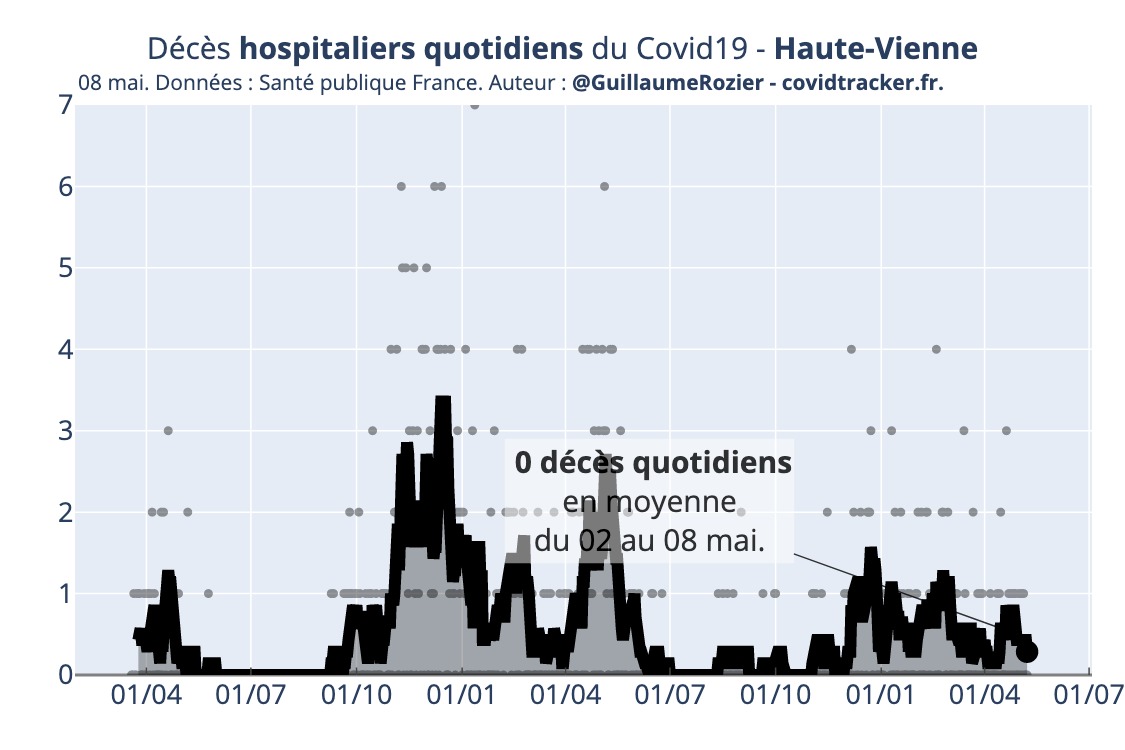 Décès hospitaliers quotidiens du Covid19 - Haute-Vienne
08 mai. Données : Santé publique France. Auteur : @GuillaumeRozier - covidtracker.fr.
7
6
5
4
3
0 décès quotidiens
en moyenne
2
du 02 au 08 mai.
1
0
01/04 01/07 01/10 01/01 01/04 01/07 01/10 01/01 01/04 01/07